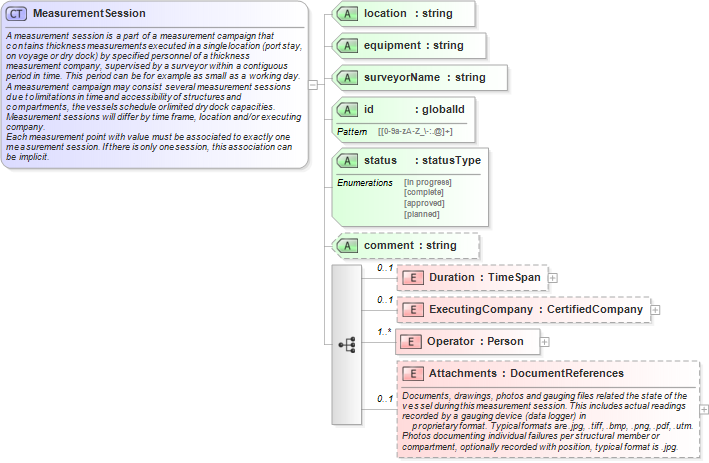 CT MeasurementSession
A measurement session is a part of a measurement campaign that
contains thickness measurements executed in a single location (port stay,
on voyage or dry dock) by specified personnel of a thickness
measurement company, supervised by a surveyor within a contiguous
period in time. This period can be for example as small as a working day.
A measurement campaign may consist several measurement sessions
due to limitations in time and accessibility of structures and
compartments, the vessels schedule or limited dry dock capacities.
Measurement sessions will differ by time frame, location and/or executing
company.
Each measurement point with value must be associated to exactly one
measurement session. If there is only one session, this association can
be implicit.
A location : string
A equipment : string
A surveyorName : string
A id : globalId
Pattern [[0-9a-zA-Z_\-:.@]+]
A status : statusType
Enumerations [in progress]
[complete]
[approved]
[planned]
A comment : string
0..1 E Duration : TimeSpan
0..1 E ExecutingCompany : CertifiedCompany
1..* E Operator : Person
E Attachments : DocumentReferences
0..1
Documents, drawings, photos and gauging files related the state of the
vessel during this measurement session. This includes actual readings
recorded by a gauging device (data logger) in
proprietary format. Typical formats are .jpg, .tiff, .bmp, .png, .pdf, .utm.
Photos documenting individual failures per structural member or
compartment, optionally recorded with position, typical format is .jpg.